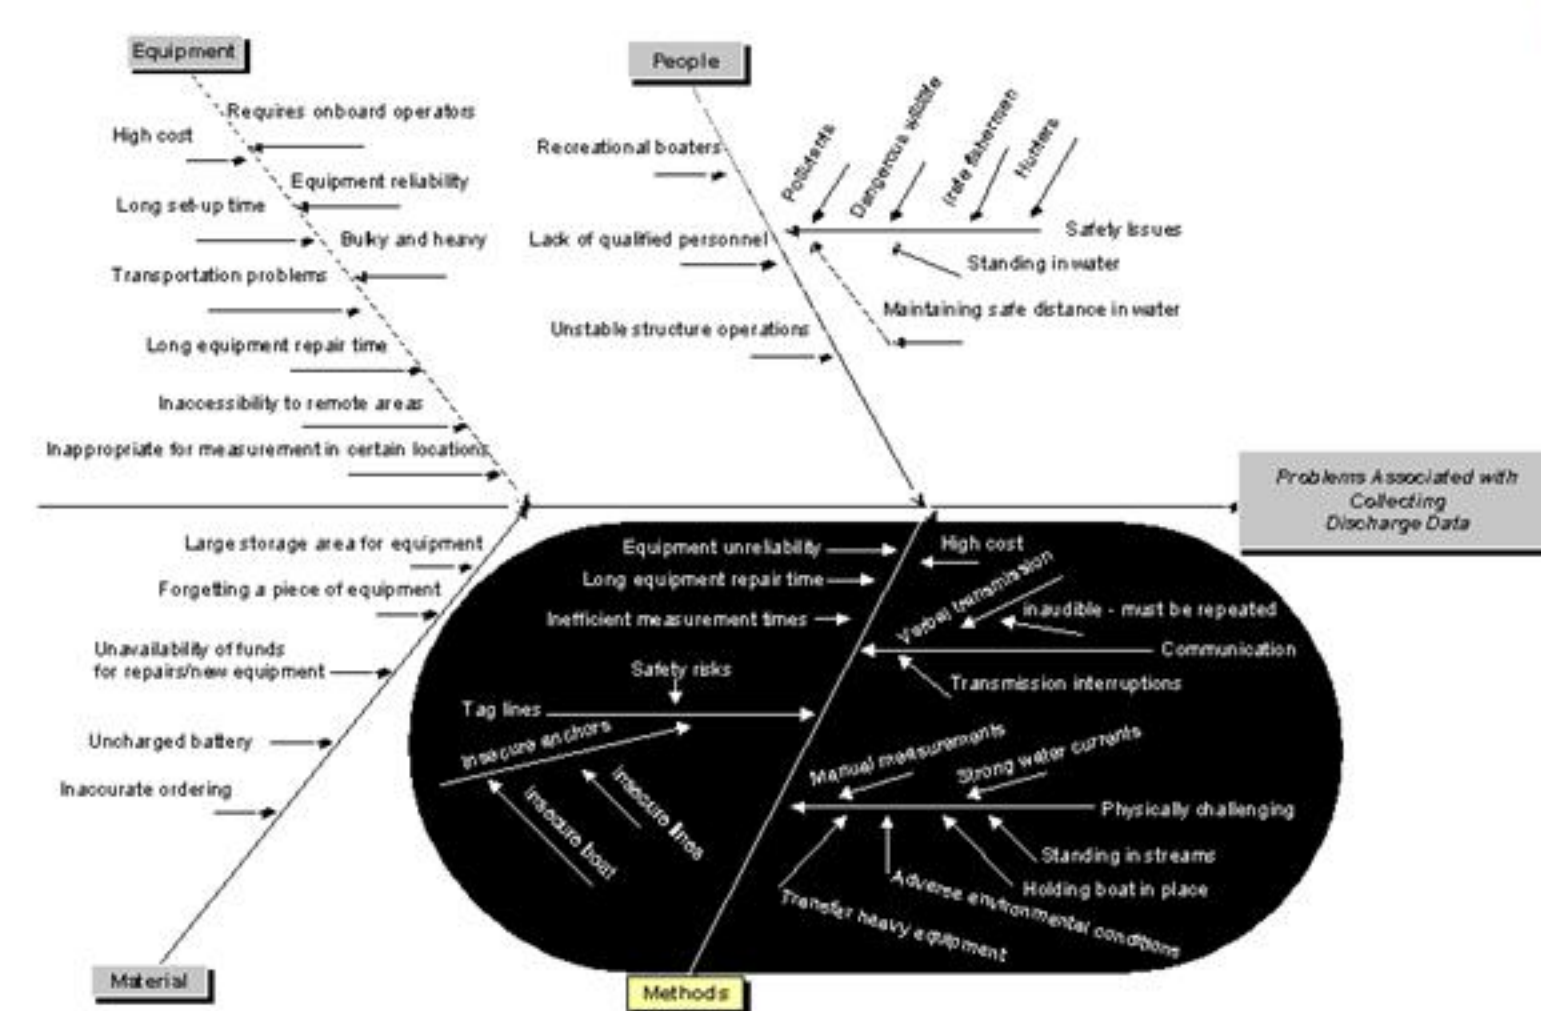 Equipment
People
Requires onboard operators
High cost
Equipment reliability
Long set-up time
Bulky and heavy
Transportation problems
Long equipment repair time
Inaccessibility to remote areas
Inappropriate for measurement in certain locations
Recreational boaters
Lack of qualified personnel
Unstable structure operations
Pollutants
Dangerous wildlife
Irate fishermen
Hunters
Safety Issues
Standing in water
Maintaining safe distance in water
Problems Associated with
Collecting
Discharge Data
Large storage area for equipment
Forgetting a piece of equipment
Unavailability of funds
for repairs/new equipment
Uncharged battery
Inaccurate ordering
Material
Equipment unreliability
Long equipment repair time
Inefficient measurement times
Safety risks
Tag lines
Insecure anchors
Insecure boat
Insecure lines
High cost
Verbal transmission
inaudible - must be repeated
Communication
Transmission interruptions
Manual measurements
Strong water currents
Physically challenging
Standing in streams
Holding boat in place
Adverse environmental conditions
Transfer heavy equipment
Methods